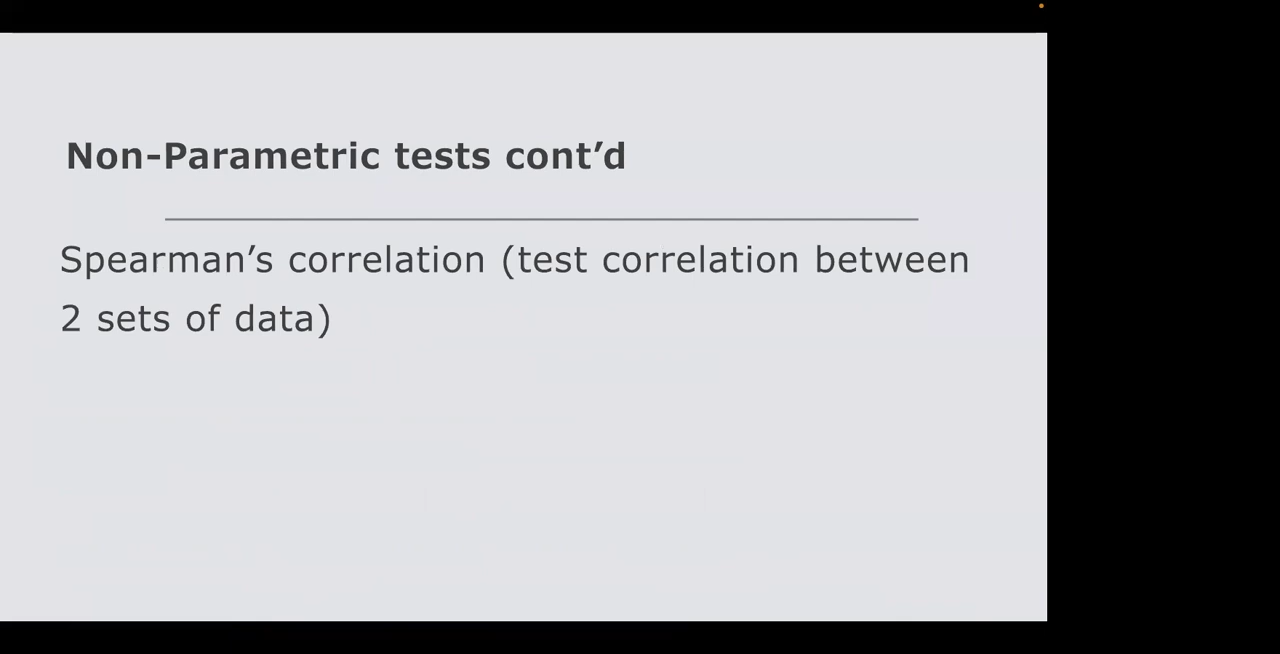 Non-Parametric tests cont’d
Spearman’s correlation (test correlation between
2 sets of data)